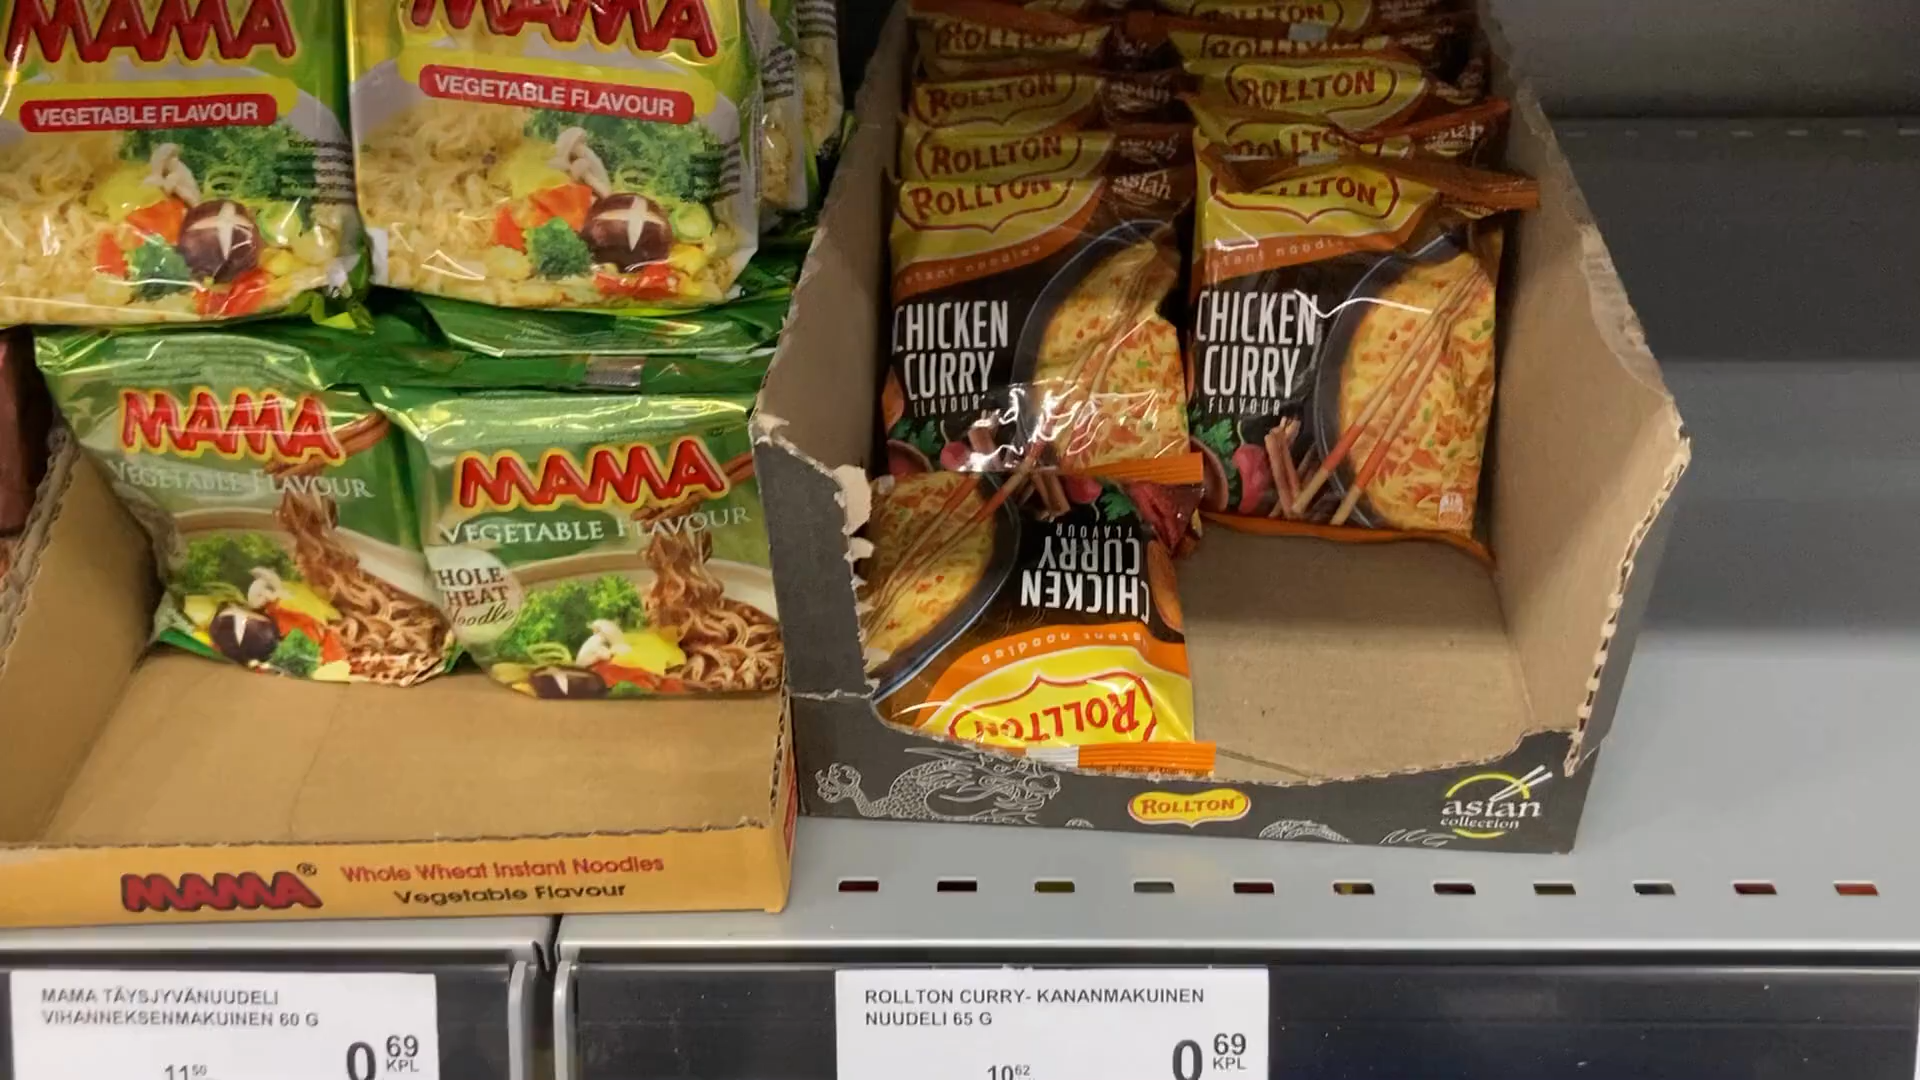 MAMA
MAMA
VEGETABLE FLAVOUR
VEGETABLE FLAVOUR
MAMA
VEGETABLE FLAVOUR
MAMA
VEGETABLE FLAVOUR
HOLE
HEAT
oodle
MAMA® Whole Wheat Instant Noodles
Vegetable Flavour
ROLLTON
ROLLTON
ROLLTON
ROLLTON
ROLLTON
ROLLTON
asian
ROLLTON
asian
instant noodles
CHICKEN
CURRY
FLAVOUR
CHICKEN
CURRY
FLAVOUR
CHICKEN
CURRY
FLAVOUR
instant noodles
ROLLTON
ROLLTON
asian
collection
MAMA TÄYSJYVÄNUUDELI
VIHANNEKSENMAKUINEN 60 G
11 50
0 69
KPL
ROLLTON CURRY- KANANMAKUINEN
NUUDELI 65 G
10 62
0 69
KPL